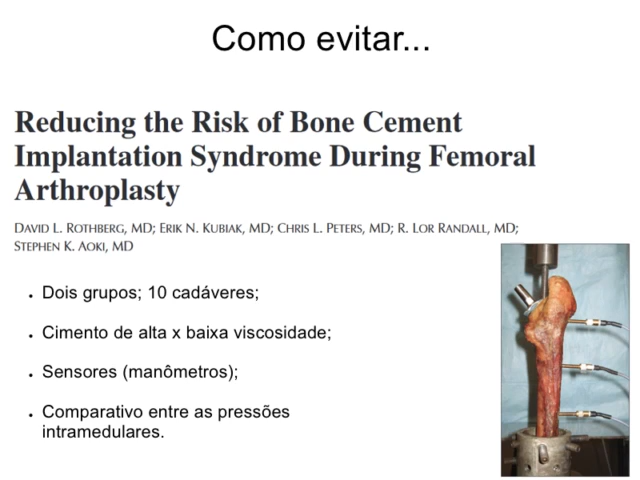 Como evitar...
Reducing the Risk of Bone Cement
Implantation Syndrome During Femoral
Arthroplasty
DAVID L. ROTHBERG, MD; ERIK N. KUBIAK, MD; CHRIS L. PETERS, MD; R. LOR RANDALL, MD;
STEPHEN K. AOKI, MD
• Dois grupos; 10 cadáveres;
• Cimento de alta x baixa viscosidade;
• Sensores (manômetros);
• Comparativo entre as pressões
intramedulares.